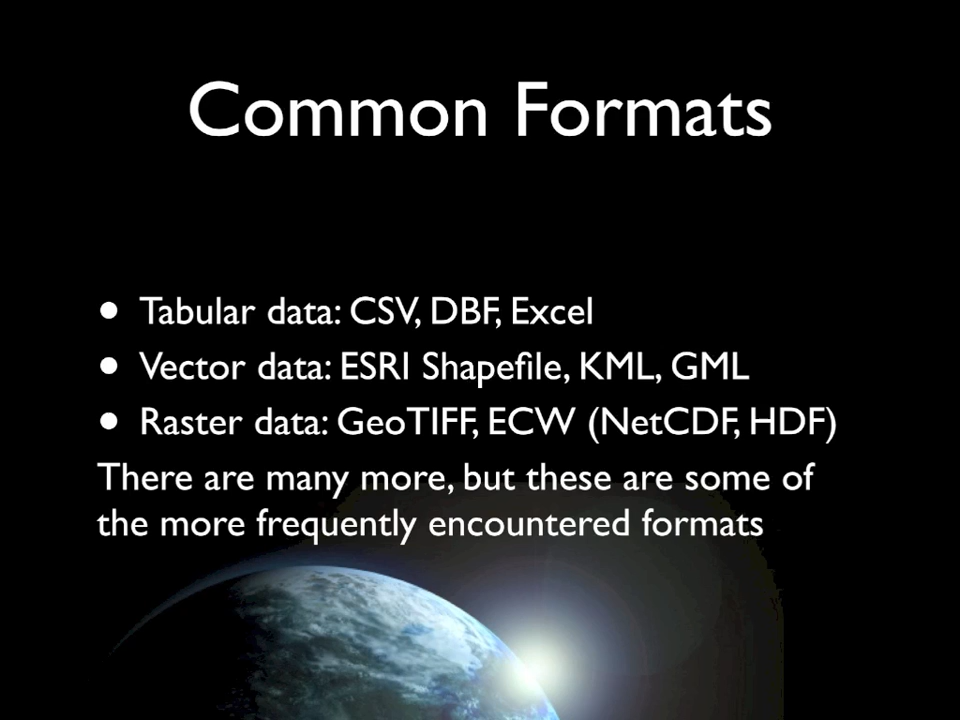 Common Formats
• Tabular data: CSV, DBF, Excel
• Vector data: ESRI Shapefile, KML, GML
• Raster data: GeoTIFF, ECW (NetCDF, HDF)
There are many more, but these are some of
the more frequently encountered formats